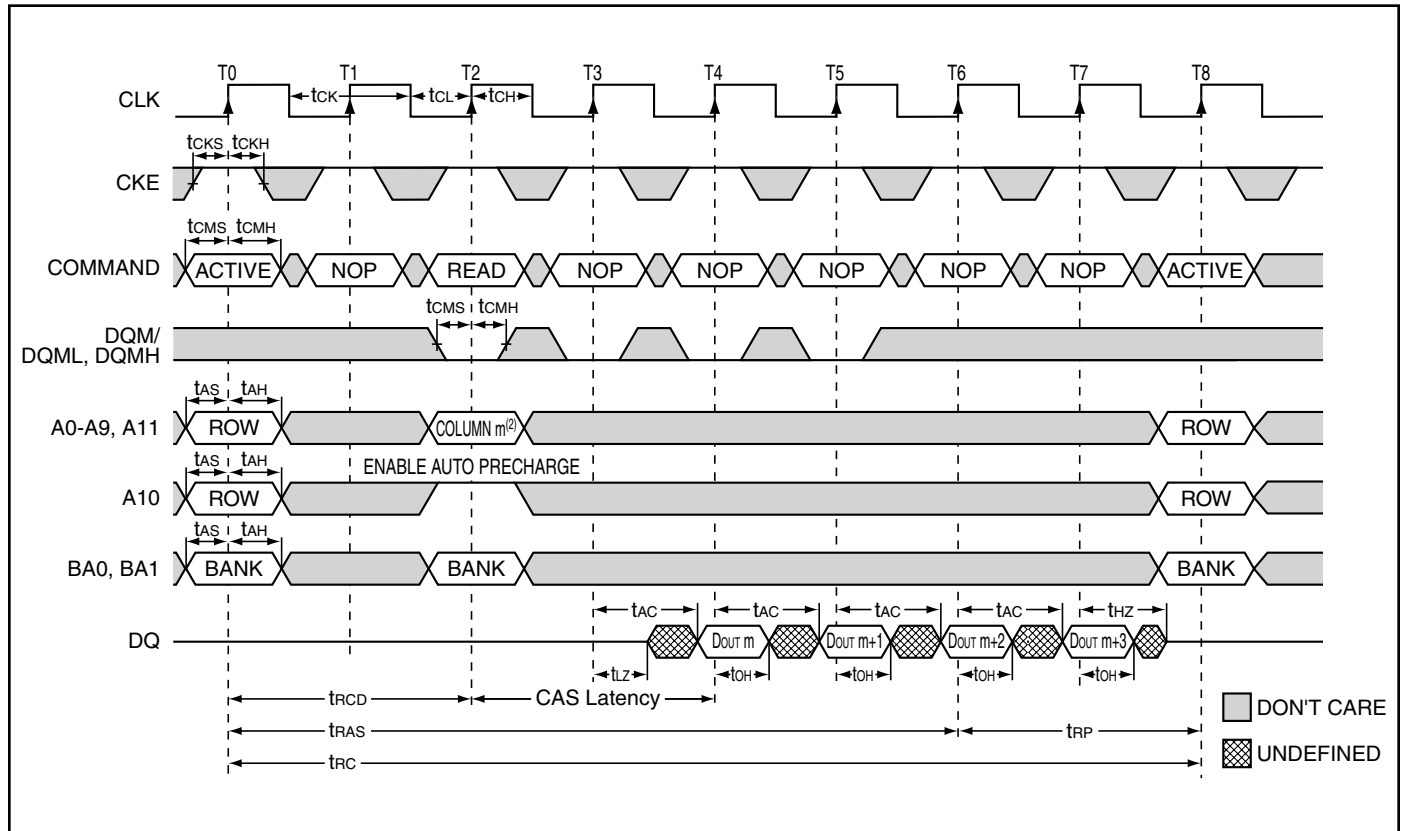 T0 T1 T2 T3 T4 T5 T6 T7 T8
CLK tCK tCL tCH
tCKS tCKH
CKE
tCMS tCMH
COMMAND ACTIVE NOP READ NOP NOP NOP NOP NOP ACTIVE
tCMS tCMH
DQM/
DQML, DQMH
tAS tAH
A0-A9, A11 ROW COLUMN m(2) ROW
tAS tAH ENABLE AUTO PRECHARGE
A10 ROW ROW
tAS tAH
BA0, BA1 BANK BANK BANK
tAC tAC tAC tAC tHZ
DQ DOUT m DOUT m+1 DOUT m+2 DOUT m+3
tLZ tOH tOH tOH tOH
tRCD CAS Latency
DON'T CARE
tRAS tRP
UNDEFINED
tRC